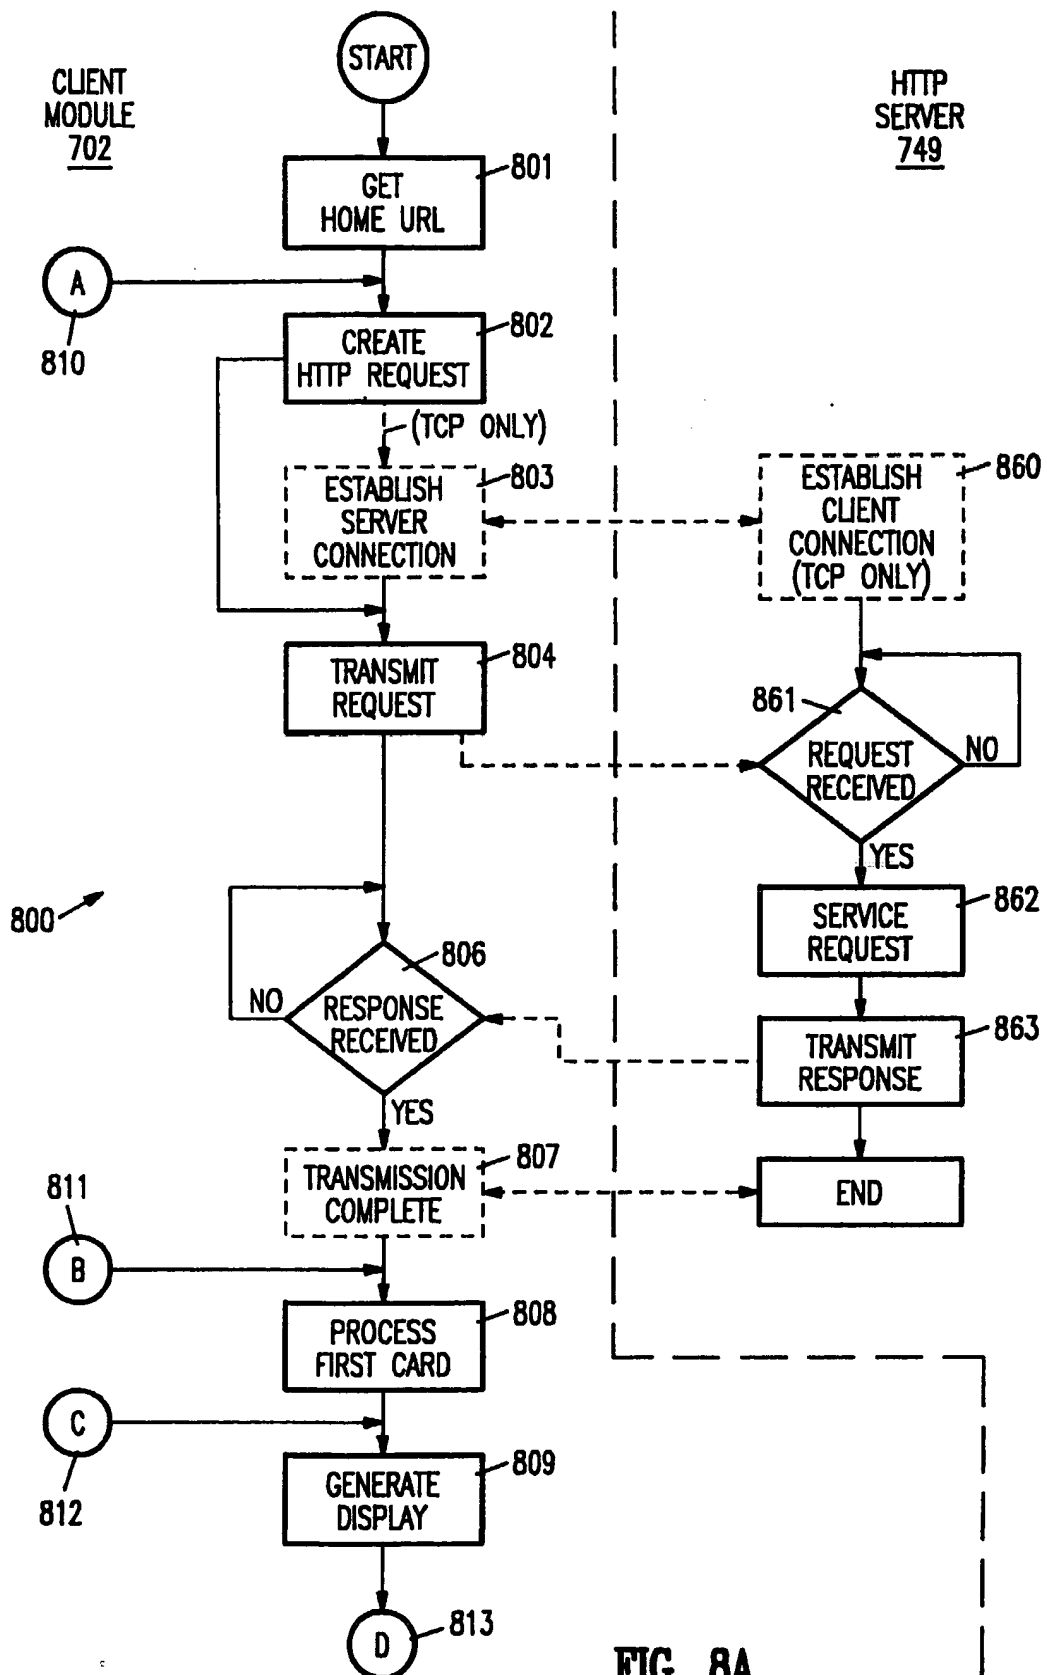 START
CLIENT
MODULE
702
HTTP
SERVER
749
801
GET
HOME URL
A
810
802
CREATE
HTTP REQUEST
(TCP ONLY)
803
ESTABLISH
SERVER
CONNECTION
860
ESTABLISH
CLIENT
CONNECTION
(TCP ONLY)
804
TRANSMIT
REQUEST
861
REQUEST
RECEIVED
NO
YES
862
SERVICE
REQUEST
800
806
RESPONSE
RECEIVED
NO
YES
863
TRANSMIT
RESPONSE
807
TRANSMISSION
COMPLETE
END
811
B
808
PROCESS
FIRST CARD
C
812
809
GENERATE
DISPLAY
D
813
FIG. 8A